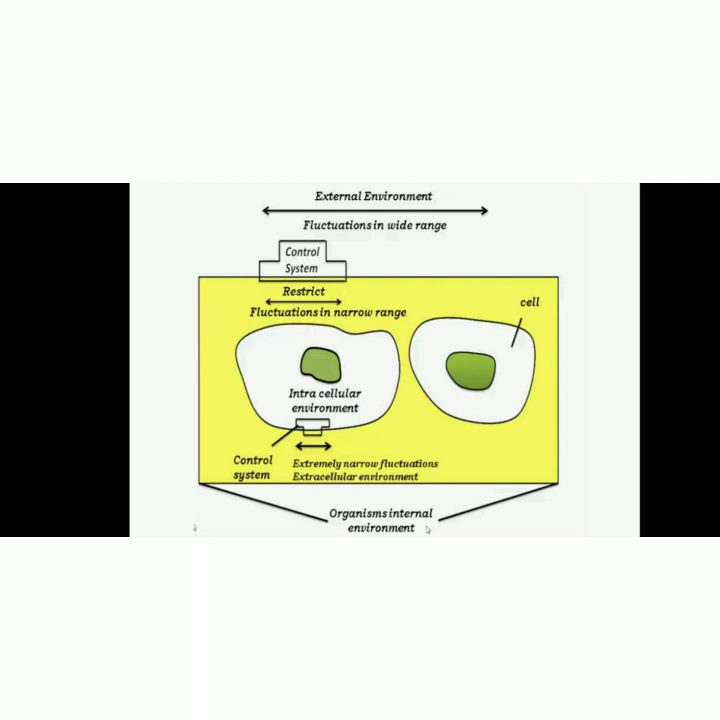 External Environment
Fluctuations in wide range
Control
System
Restrict
Fluctuations in narrow range
cell
Intra cellular
environment
Control
system
Extremely narrow fluctuations
Extracellular environment
Organisms internal
environment